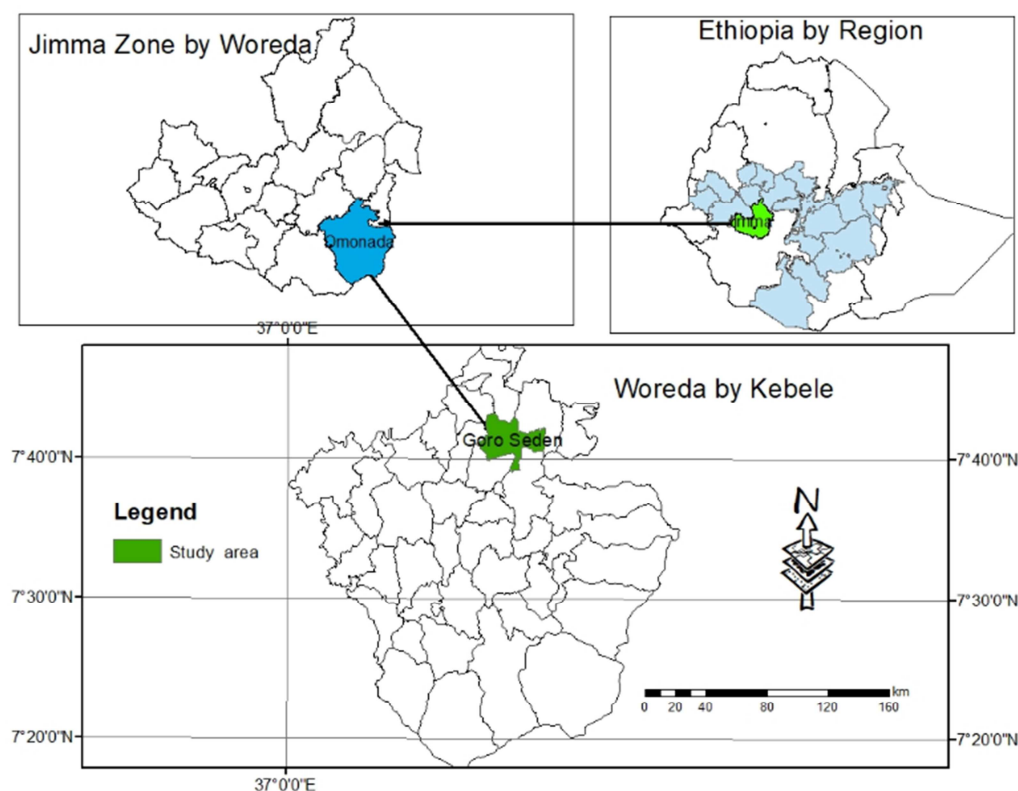 Jimma Zone by Woreda
Ethiopia by Region
Omonada
Jimma
37°0'0"E
Woreda by Kebele
Goro Seden
7°40'0"N
7°40'0"N
Legend
Study area
N
7°30'0"N
7°30'0"N
km
0 20 40 80 120 160
7°20'0"N
7°20'0"N
37°0'0"E